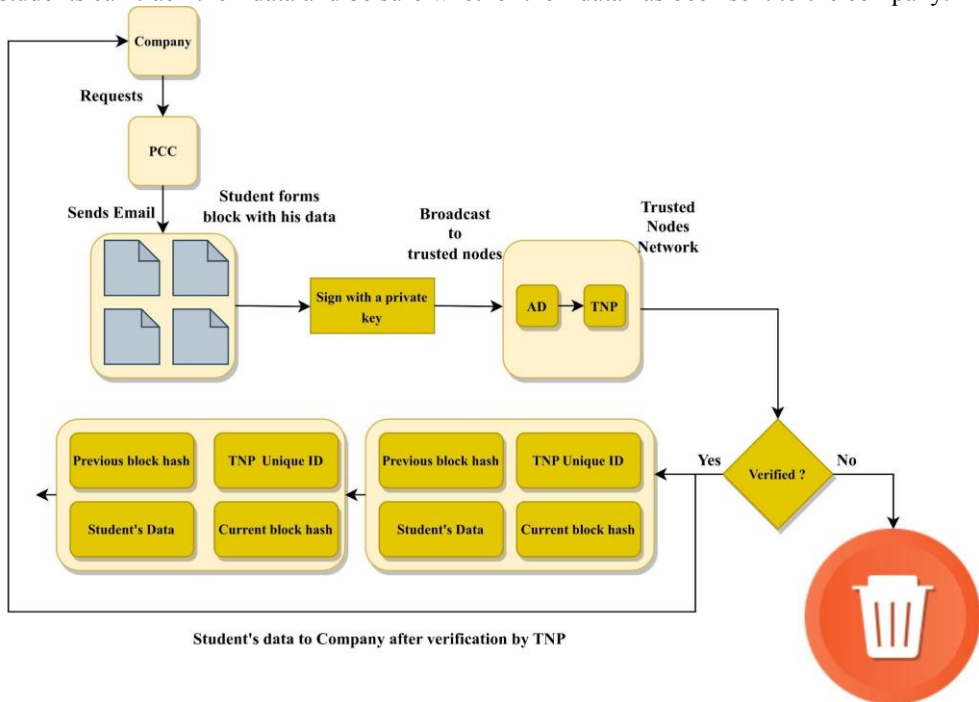 Company
Requests
PCC
Sends Email
Student forms
block with his data
Broadcast
to
trusted nodes
Trusted
Nodes
Network
Sign with a private
key
AD
TNP
Previous block hash
TNP Unique ID
Student's Data
Current block hash
Previous block hash
TNP Unique ID
Student's Data
Current block hash
Yes
Verified ?
No
Student's data to Company after verification by TNP